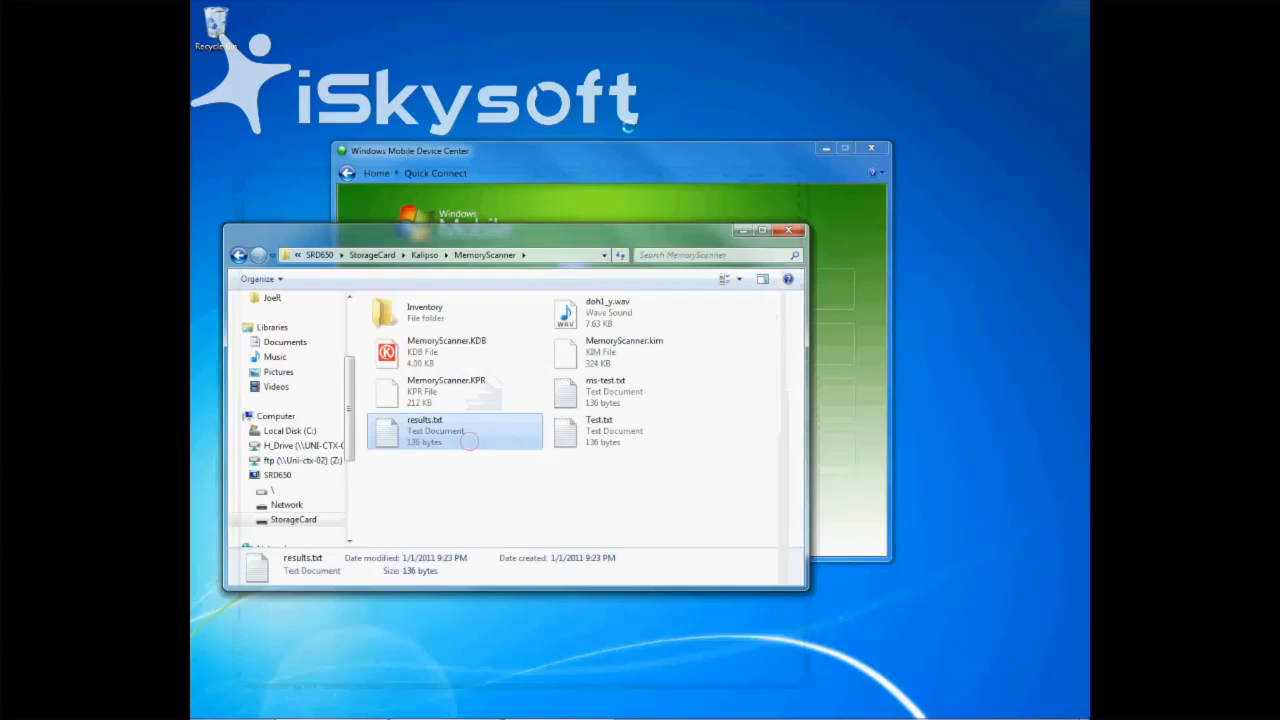 iSkysoft
Windows Mobile Device Center
Home
Quick Connect
Windows
SRD650
StorageCard
Kalipso
MemoryScanner
Search MemoryScanner
Organize
JoeR
Libraries
Documents
Music
Pictures
Videos
Computer
Local Disk (C:)
H_Drive (\\UNI-CTX-0
ftp (\\Uni-ctx-02) (Z:)
SRD650
\
Network
StorageCard
Inventory
File folder
doh1_y.wav
Wave Sound
7.63 KB
MemoryScanner.KDB
KDB File
4.00 KB
MemoryScanner.kim
KIM File
324 KB
MemoryScanner.KPR
KPR File
212 KB
ms-test.txt
Text Document
136 bytes
results.txt
Text Document
136 bytes
Test.txt
Text Document
136 bytes
results.txt
Date modified: 1/1/2011 9:23 PM
Date created: 1/1/2011 9:23 PM
Text Document
Size: 136 bytes